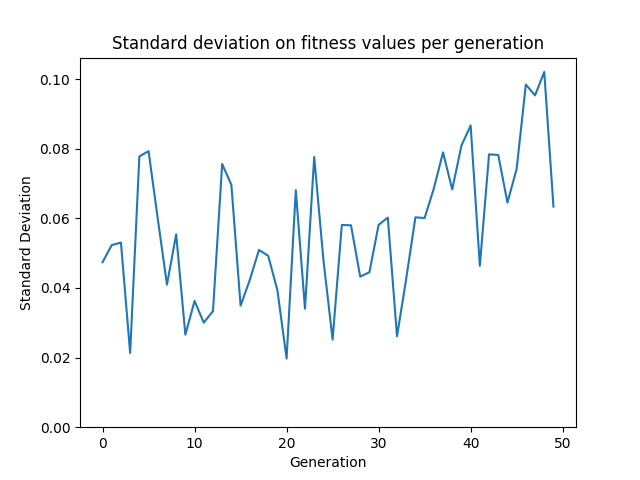 Standard deviation on fitness values per generation
0.10
0.08
0.06
0.04
0.02
0.00
Standard Deviation
0 10 20 30 40 50
Generation